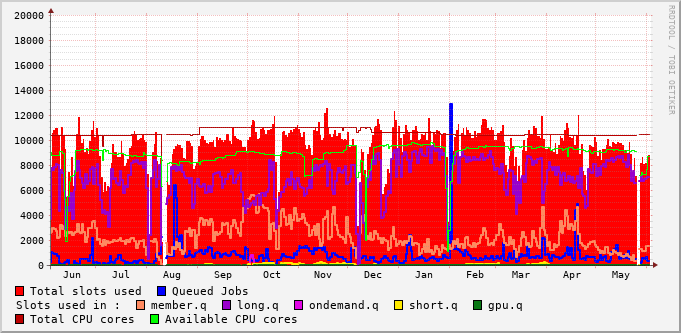 20000
18000
16000
14000
12000
10000
8000
6000
4000
2000
0
Jun Jul Aug Sep Oct Nov Dec Jan Feb Mar Apr May
RRDTOOL / TOBI OETIKER
Total slots used Queued Jobs
Slots used in : member.q long.q ondemand.q short.q gpu.q
Total CPU cores Available CPU cores